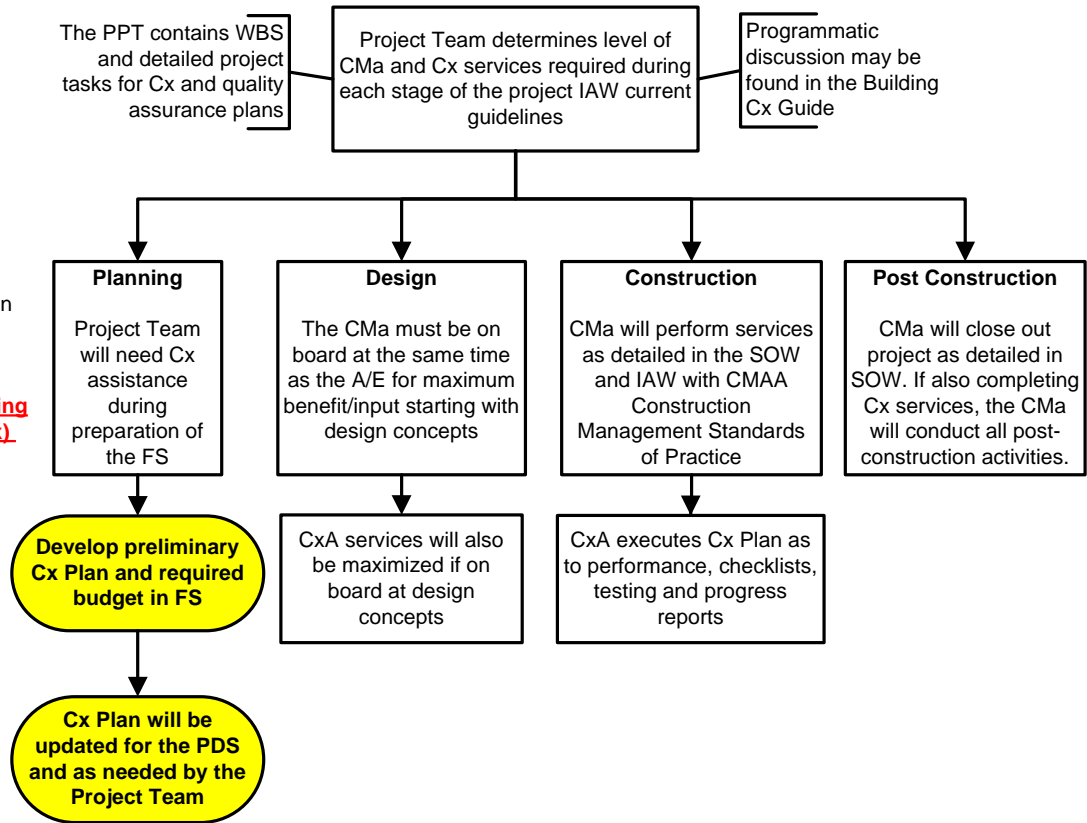 The PPT contains WBS
and detailed project
tasks for Cx and quality
assurance plans
Project Team determines level of
CMa and Cx services required during
each stage of the project IAW current
guidelines
Programmatic
discussion may be
found in the Building
Cx Guide
Planning
Project Team
will need Cx
assistance
during
preparation of
the FS
Design
The CMa must be on
board at the same time
as the A/E for maximum
benefit/input starting with
design concepts
Construction
CMa will perform services
as detailed in the SOW
and IAW with CMAA
Construction
Management Standards
of Practice
Post Construction
CMa will close out
project as detailed in
SOW. If also completing
Cx services, the CMa
will conduct all post-
construction activities.
Develop preliminary
Cx Plan and required
budget in FS
CxA services will also
be maximized if on
board at design
concepts
CxA executes Cx Plan as
to performance, checklists,
testing and progress
reports
Cx Plan will be
updated for the PDS
and as needed by the
Project Team